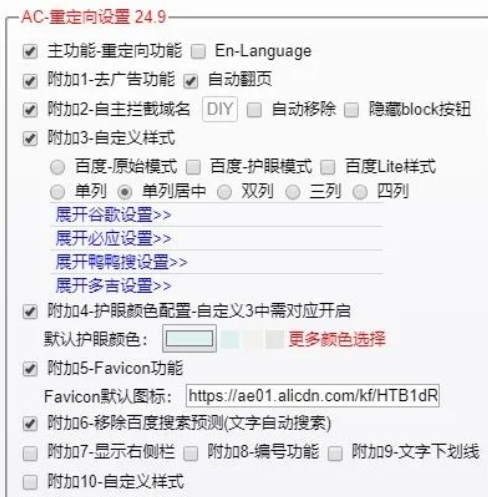 AC-重定向设置 24.9
主功能-重定向功能 En-Language
附加1-去广告功能 自动翻页
附加2-自主拦截域名 DIY 自动移除 隐藏block按钮
附加3-自定义样式
百度-原始模式 百度-护眼模式 百度Lite样式
单列 单列居中 双列 三列 四列
展开谷歌设置>>
展开必应设置>>
展开鸭鸭搜设置>>
展开多吉设置>>
附加4-护眼颜色配置-自定义3中需对应开启
默认护眼颜色： 更多颜色选择
附加5-Favicon功能
Favicon默认图标： https://ae01.alicdn.com/kf/HTB1dR
附加6-移除百度搜索预测(文字自动搜索)
附加7-显示右侧栏 附加8-编号功能 附加9-文字下划线
附加10-自定义样式